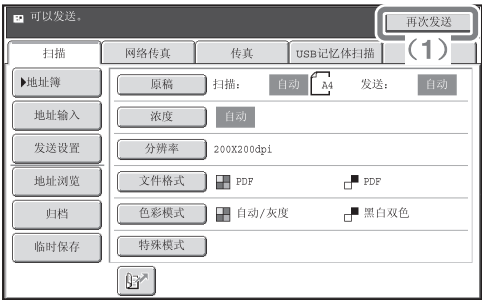 可以发送。
再次发送
(1)
扫描 网络传真 传真 USB记忆体扫描
地址簿 原稿 扫描: 自动 A4 发送: 自动
地址输入 浓度 自动
发送设置 分辨率 200X200dpi
地址浏览 文件格式 PDF PDF
归档 色彩模式 自动/灰度 黑白双色
临时保存 特殊模式